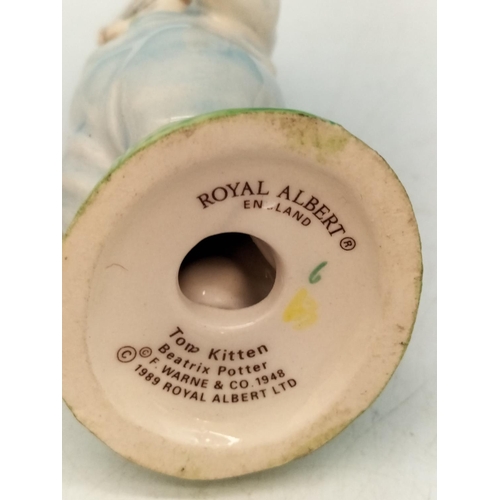 ROYAL ALBERT®
ENGLAND
6
Tom Kitten
Beatrix Potter
© F. WARNE & CO. 1948
© 1989 ROYAL ALBERT LTD